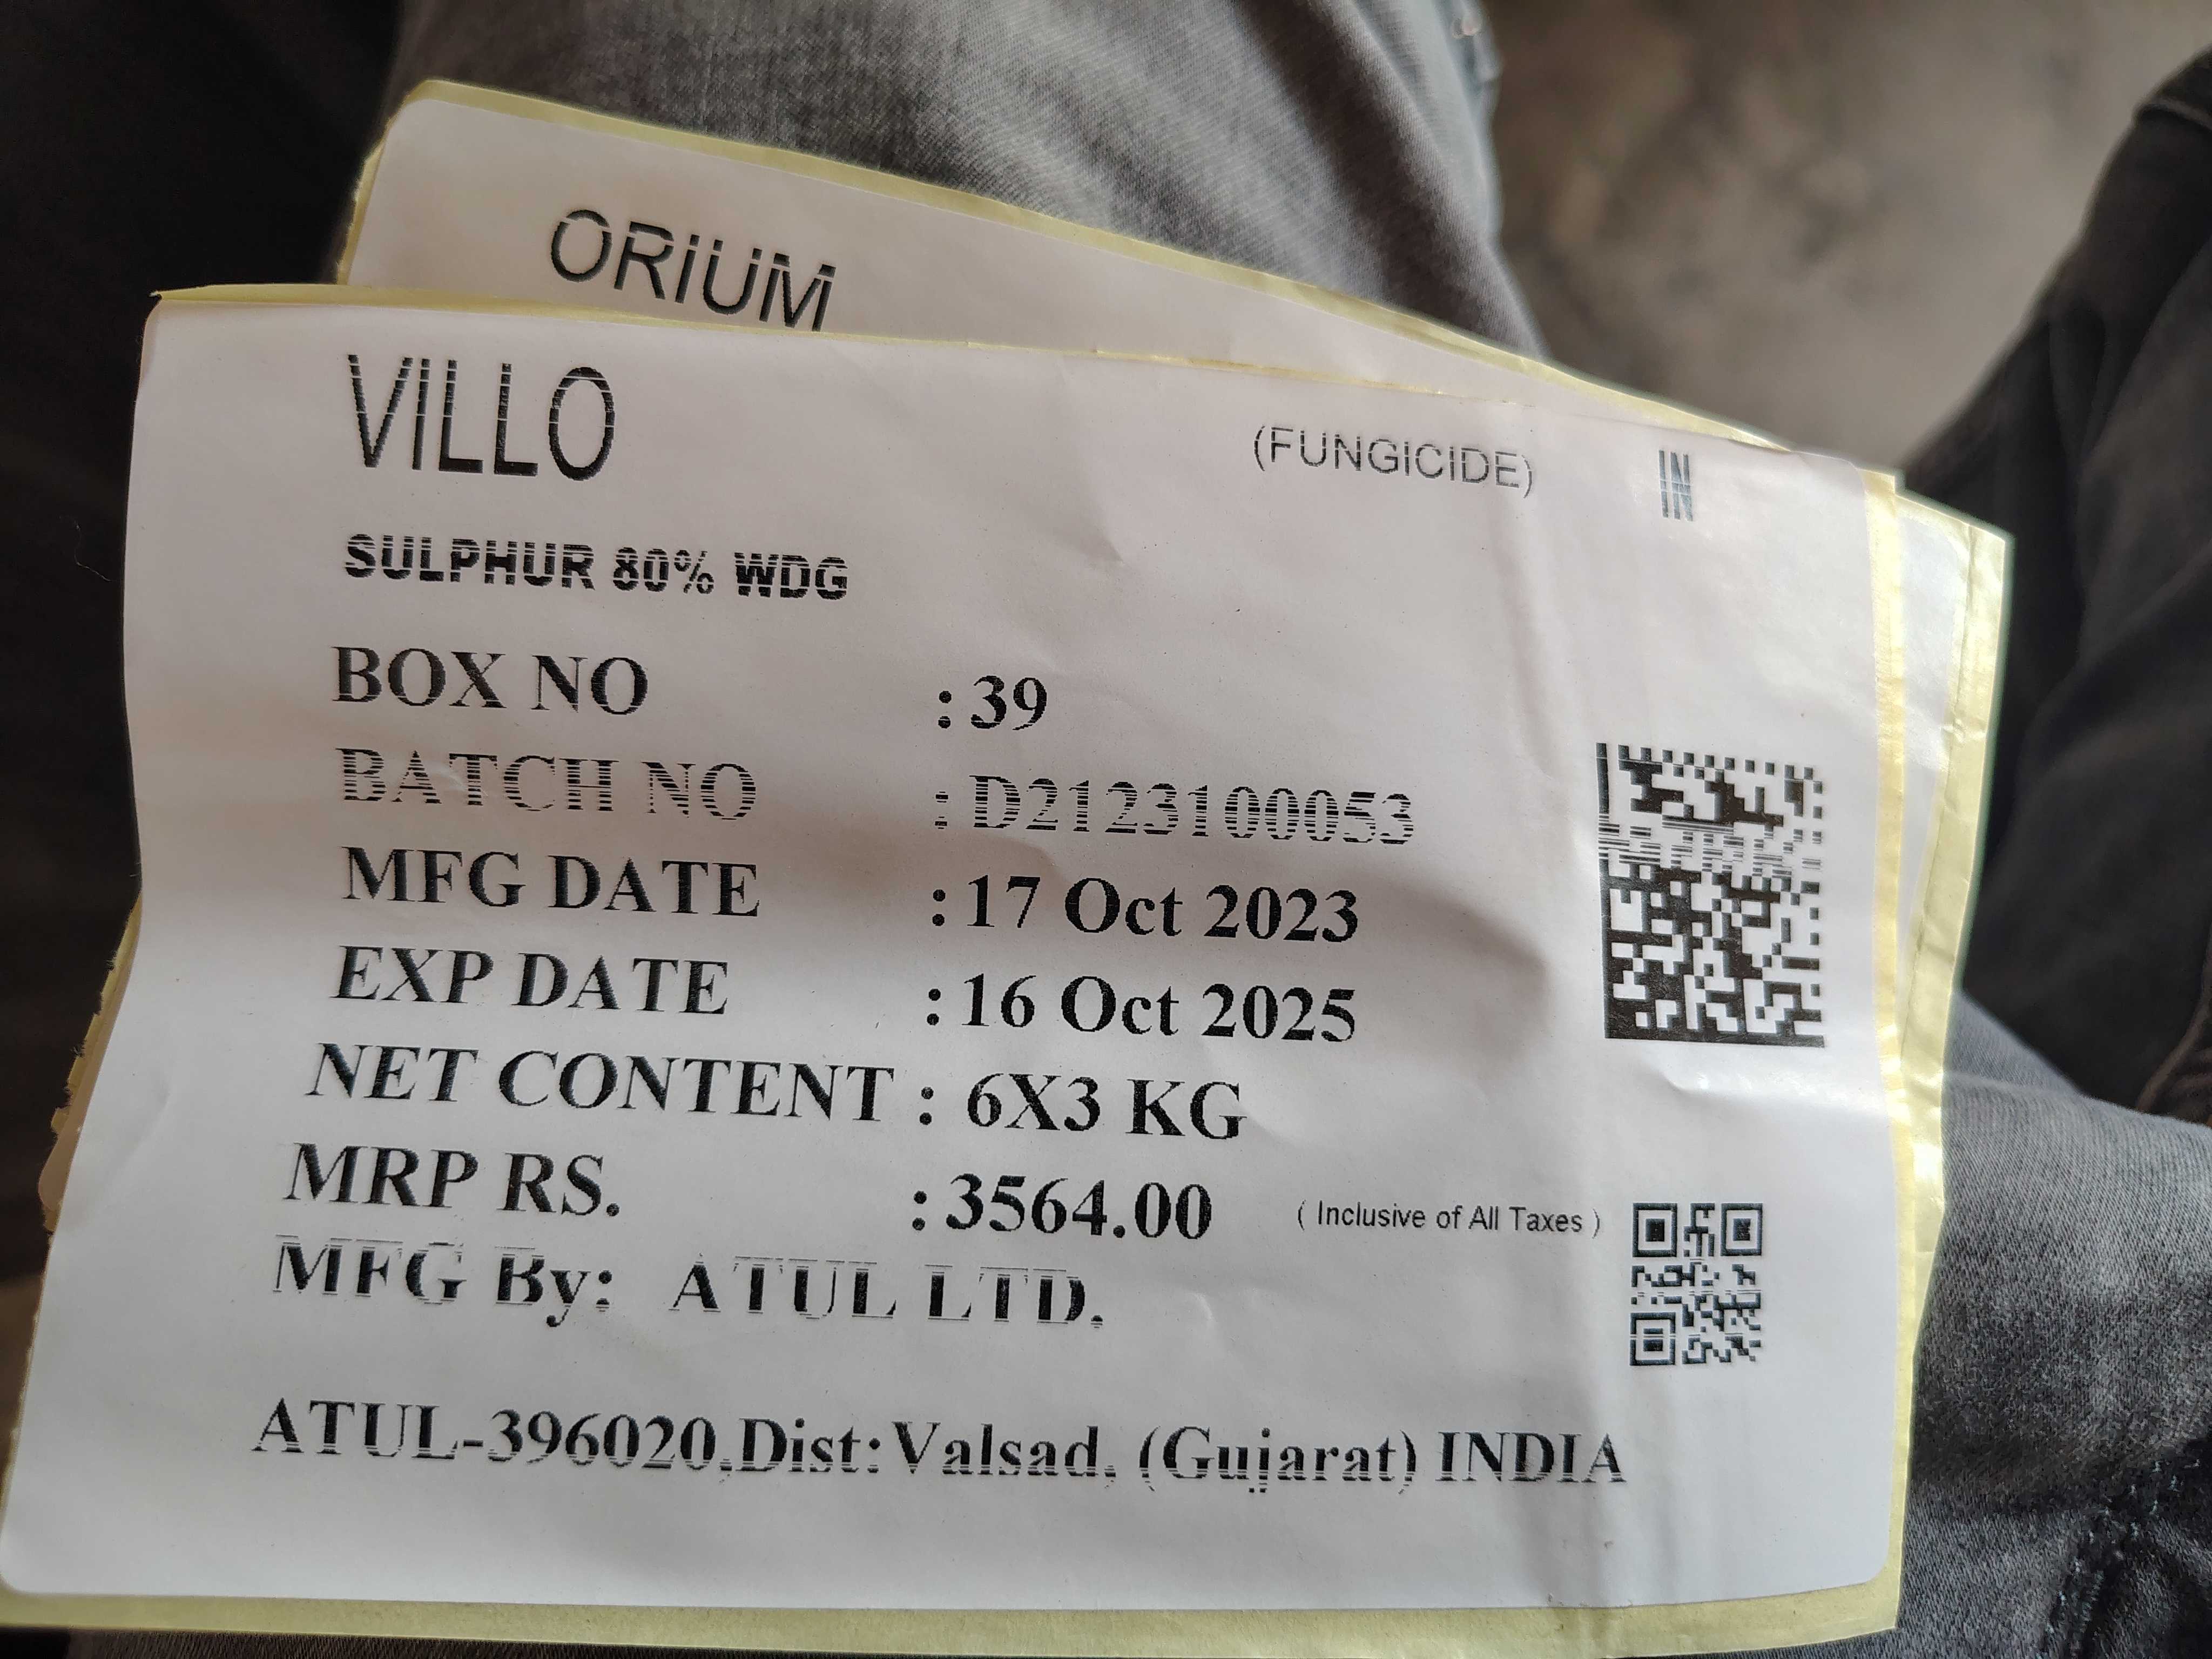 ORIUM
VILLO
(FUNGICIDE)
IN
SULPHUR 80% WDG
BOX NO : 39
BATCH NO : D2123100053
MFG DATE : 17 Oct 2023
EXP DATE : 16 Oct 2025
NET CONTENT : 6X3 KG
MRP RS. : 3564.00 ( Inclusive of All Taxes )
MFG By: ATUL LTD.
ATUL-396020,Dist: Valsad, (Gujarat) INDIA